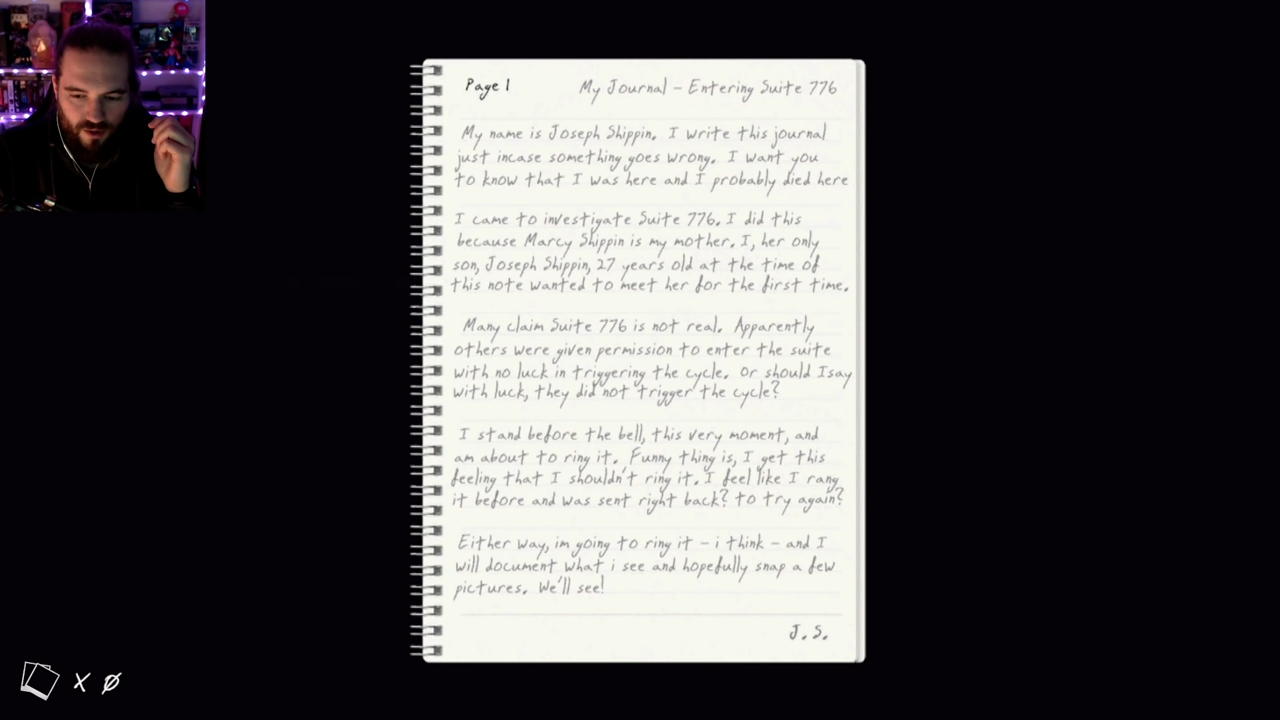 Page 1
My Journal - Entering Suite 776
My name is Joseph Shippin. I write this journal
just incase something goes wrong. I want you
to know that I was here and I probably died here
I came to investigate Suite 776. I did this
because Marcy Shippin is my mother. I, her only
son, Joseph Shippin, 27 years old at the time of
this note wanted to meet her for the first time.
Many claim Suite 776 is not real. Apparently
others were given permission to enter the suite
with no luck in triggering the cycle. Or should I say
with luck, they did not trigger the cycle?
I stand before the bell, this very moment, and
am about to ring it. Funny thing is, I get this
feeling that I shouldn't ring it. I feel like I rang
it before and was sent right back? to try again?
Either way, im going to ring it - i think - and I
will document what i see and hopefully snap a few
pictures. We'll see!
J.S.
X 0